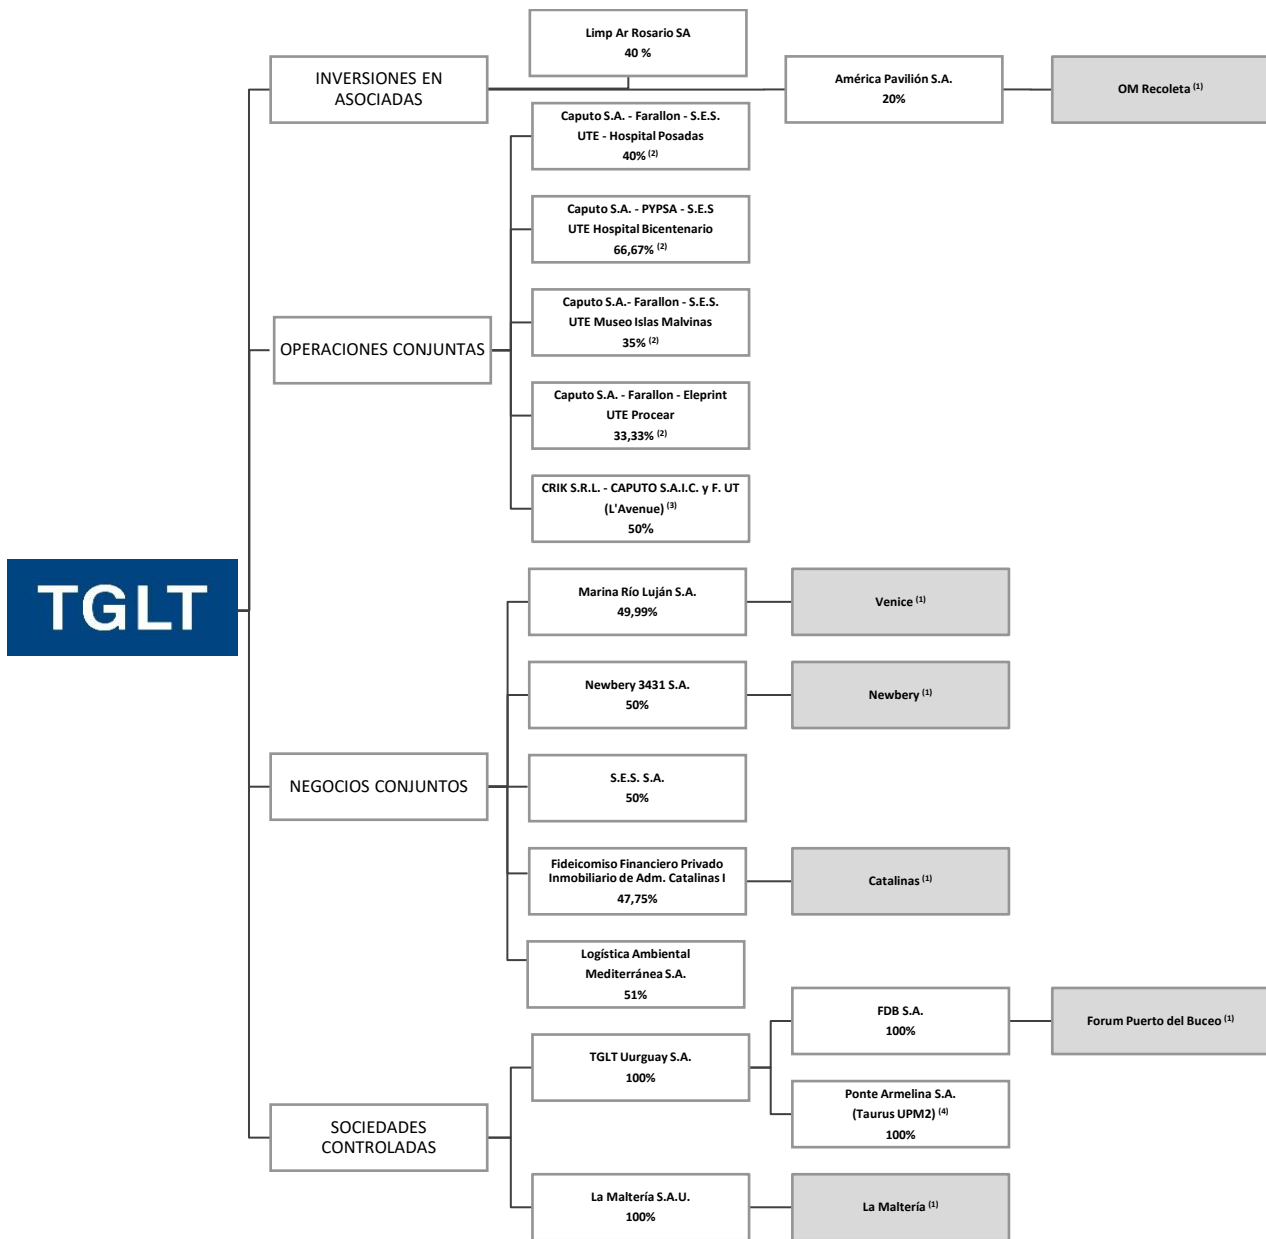 Limp Ar Rosario SA
40 %
INVERSIONES EN
ASOCIADAS
América Pavilión S.A.
20%
OM Recoleta (1)
Caputo S.A. - Farallon - S.E.S.
UTE - Hospital Posadas
40% (2)
Caputo S.A. - PYPSA - S.E.S
UTE Hospital Bicentenario
66,67% (2)
Caputo S.A.- Farallon - S.E.S.
UTE Museo Islas Malvinas
35% (2)
OPERACIONES CONJUNTAS
Caputo S.A. - Farallon - Eleprint
UTE Procear
33,33% (2)
CRIK S.R.L. - CAPUTO S.A.I.C. y F. UT
(L'Avenue) (3)
50%
TGLT
Marina Río Luján S.A.
49,99%
Venice (1)
Newbery 3431 S.A.
50%
Newbery (1)
NEGOCIOS CONJUNTOS
S.E.S. S.A.
50%
Fideicomiso Financiero Privado
Inmobiliario de Adm. Catalinas I
47,75%
Catalinas (1)
Logística Ambiental
Mediterránea S.A.
51%
FDB S.A.
100%
Forum Puerto del Buceo (1)
TGLT Uurguay S.A.
100%
Ponte Armelina S.A.
(Taurus UPM2) (4)
100%
SOCIEDADES
CONTROLADAS
La Maltería S.A.U.
100%
La Maltería (1)